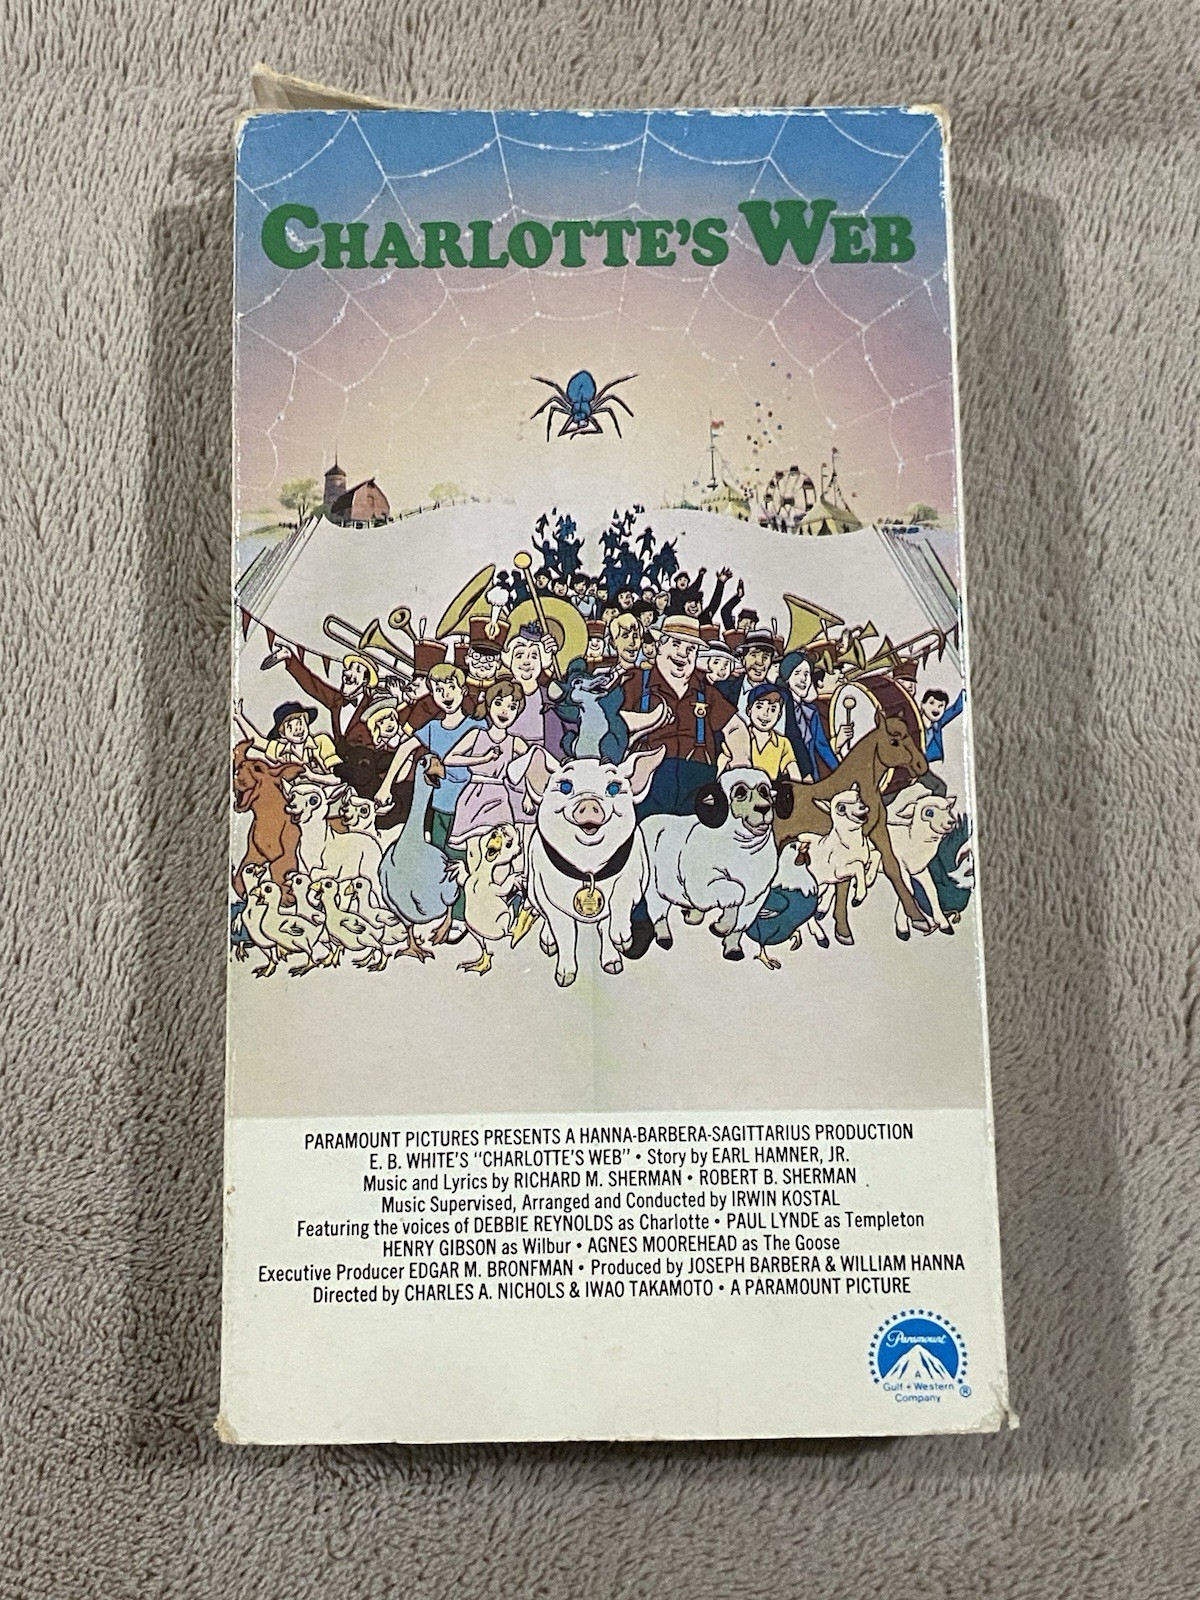 CHARLOTTE'S WEB
PARAMOUNT PICTURES PRESENTS A HANNA-BARBERA-SAGITTARIUS PRODUCTION
E. B. WHITE'S "CHARLOTTE'S WEB" • Story by EARL HAMNER, JR.
Music and Lyrics by RICHARD M. SHERMAN • ROBERT B. SHERMAN
Music Supervised, Arranged and Conducted by IRWIN KOSTAL
Featuring the voices of DEBBIE REYNOLDS as Charlotte • PAUL LYNDE as Templeton
HENRY GIBSON as Wilbur • AGNES MOOREHEAD as The Goose
Executive Producer EDGAR M. BRONFMAN • Produced by JOSEPH BARBERA & WILLIAM HANNA
Directed by CHARLES A. NICHOLS & IWAO TAKAMOTO • A PARAMOUNT PICTURE
Paramount
A
Gulf + Western
Company ®